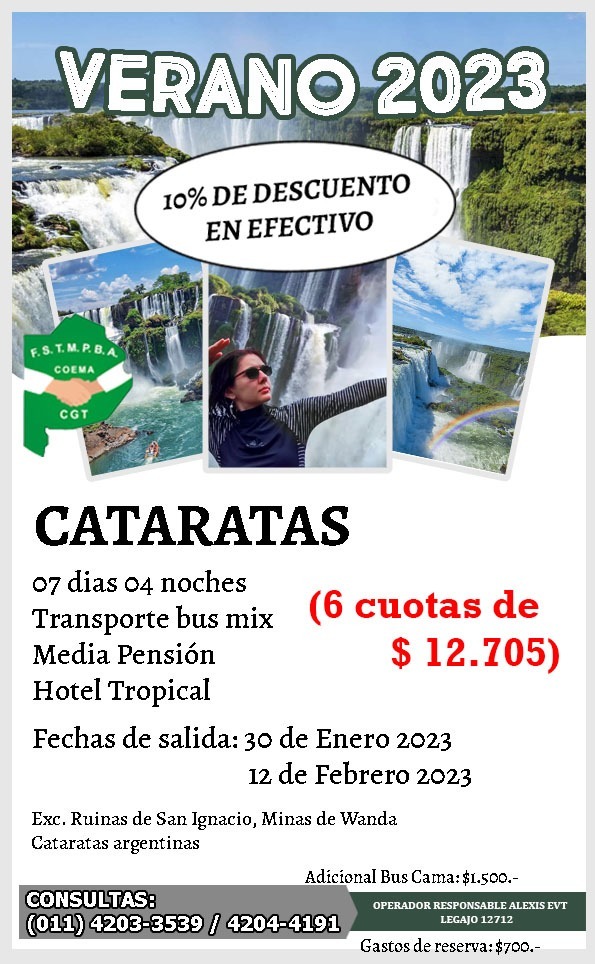 VERANO 2023
10% DE DESCUENTO
EN EFECTIVO
F.S.T.M.P.B.A.
COEMA
CGT
CATARATAS
07 dias 04 noches
Transporte bus mix
Media Pensión
Hotel Tropical
(6 cuotas de
$ 12.705)
Fechas de salida: 30 de Enero 2023
12 de Febrero 2023
Exc. Ruinas de San Ignacio, Minas de Wanda
Cataratas argentinas
Adicional Bus Cama: $1.500.-
CONSULTAS:
(011) 4203-3539 / 4204-4191
OPERADOR RESPONSABLE ALEXIS EVT
LEGAJO 12712
Gastos de reserva: $700.-